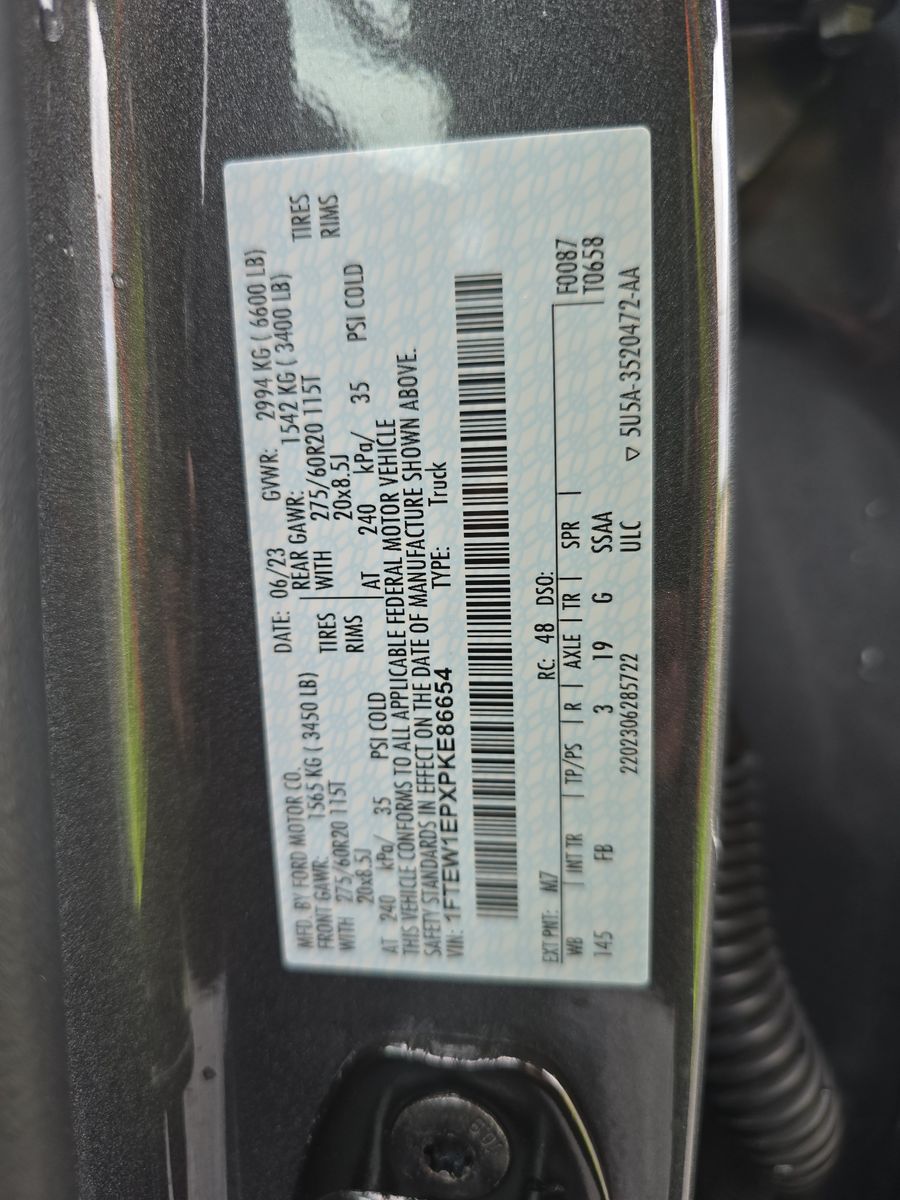 MFD. BY FORD MOTOR CO. DATE: 06/23 GVWR: 2994 KG ( 6600 LB)
FRONT GAWR: 1565 KG ( 3450 LB) REAR GAWR: 1542 KG ( 3400 LB)
WITH 275/60R20 115T TIRES WITH 275/60R20 115T TIRES
20x8.5J RIMS 20x8.5J RIMS
AT 240 kPa/ 35 PSI COLD AT 240 kPa/ 35 PSI COLD
THIS VEHICLE CONFORMS TO ALL APPLICABLE FEDERAL MOTOR VEHICLE
SAFETY STANDARDS IN EFFECT ON THE DATE OF MANUFACTURE SHOWN ABOVE.
VIN: 1FTEW1EPXPKE86654 TYPE: Truck
EXT PNT: M7 RC: 48 DSO: F0087
WB INT TR TP/PS R AXLE TR SPR T0658
145 FB 3 19 G SSAA
2202306285722 ULC ▽ 5U5A-3520472-AA